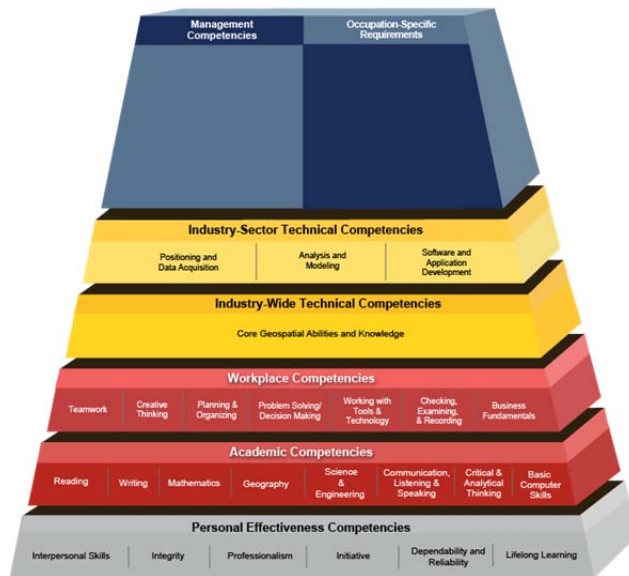 Management
Competencies
Occupation-Specific
Requirements
Industry-Sector Technical Competencies
Positioning and
Data Acquisition
Analysis and
Modeling
Software and
Application
Development
Industry-Wide Technical Competencies
Core Geospatial Abilities and Knowledge
Workplace Competencies
Teamwork
Creative
Thinking
Planning &
Organizing
Problem Solving/
Decision Making
Working with
Tools &
Technology
Checking,
Examining,
& Recording
Business
Fundamentals
Academic Competencies
Reading
Writing
Mathematics
Geography
Science
&
Engineering
Communication,
Listening &
Speaking
Critical &
Analytical
Thinking
Basic
Computer
Skills
Personal Effectiveness Competencies
Interpersonal Skills
Integrity
Professionalism
Initiative
Dependability and
Reliability
Lifelong Learning